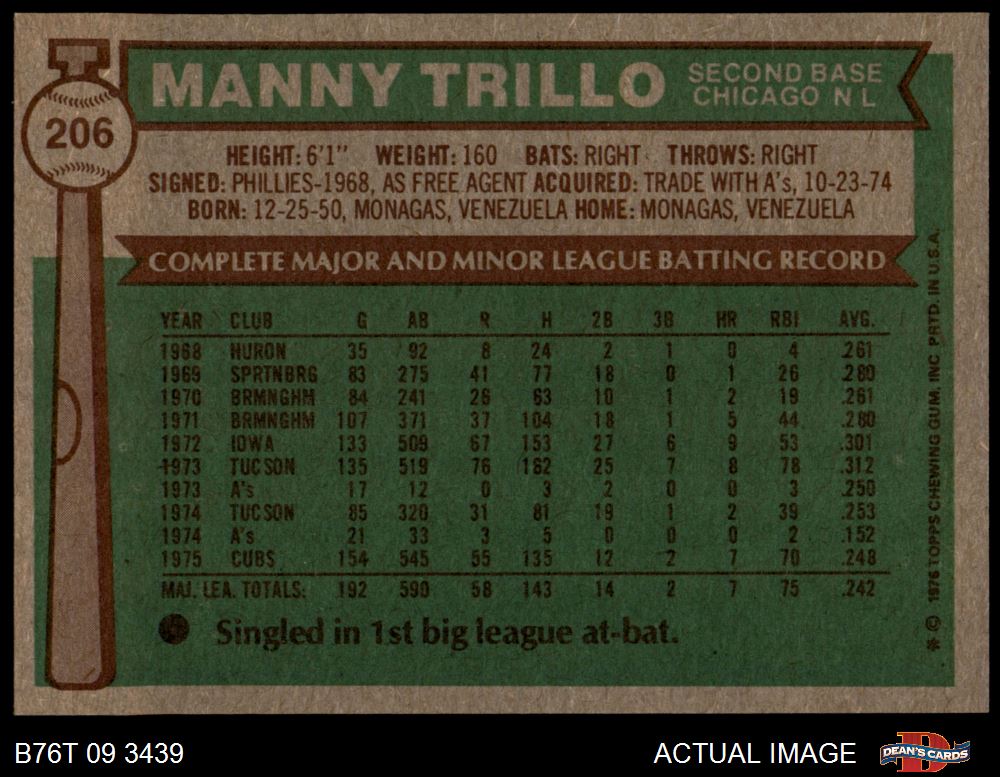 206
MANNY TRILLO
SECOND BASE
CHICAGO N L
HEIGHT: 6'1" WEIGHT: 160 BATS: RIGHT THROWS: RIGHT
SIGNED: PHILLIES-1968, AS FREE AGENT ACQUIRED: TRADE WITH A's, 10-23-74
BORN: 12-25-50, MONAGAS, VENEZUELA HOME: MONAGAS, VENEZUELA
COMPLETE MAJOR AND MINOR LEAGUE BATTING RECORD
YEAR CLUB G AB R H 2B 3B HR RBI AVG.
1968 HURON 35 92 8 24 2 1 0 4 .261
1969 SPRTNBRG 83 275 41 77 18 0 1 26 .280
1970 BRMNGHM 84 241 26 63 10 1 2 19 .261
1971 BRMNGHM 107 371 37 104 18 1 5 44 .280
1972 IOWA 133 509 67 153 27 6 9 53 .301
1973 TUCSON 135 519 76 162 25 7 8 78 .312
1973 A's 17 12 0 3 2 0 0 3 .250
1974 TUCSON 85 320 31 81 19 1 2 39 .253
1974 A's 21 33 3 5 0 0 0 2 .152
1975 CUBS 154 545 55 135 12 2 7 70 .248
MAJ. LEA. TOTALS: 192 590 58 143 14 2 7 75 .242
Singled in 1st big league at-bat.
* © 1976 TOPPS CHEWING GUM, INC PRTD. IN U.S.A.
B76T 09 3439
ACTUAL IMAGE
DEAN'S CARDS